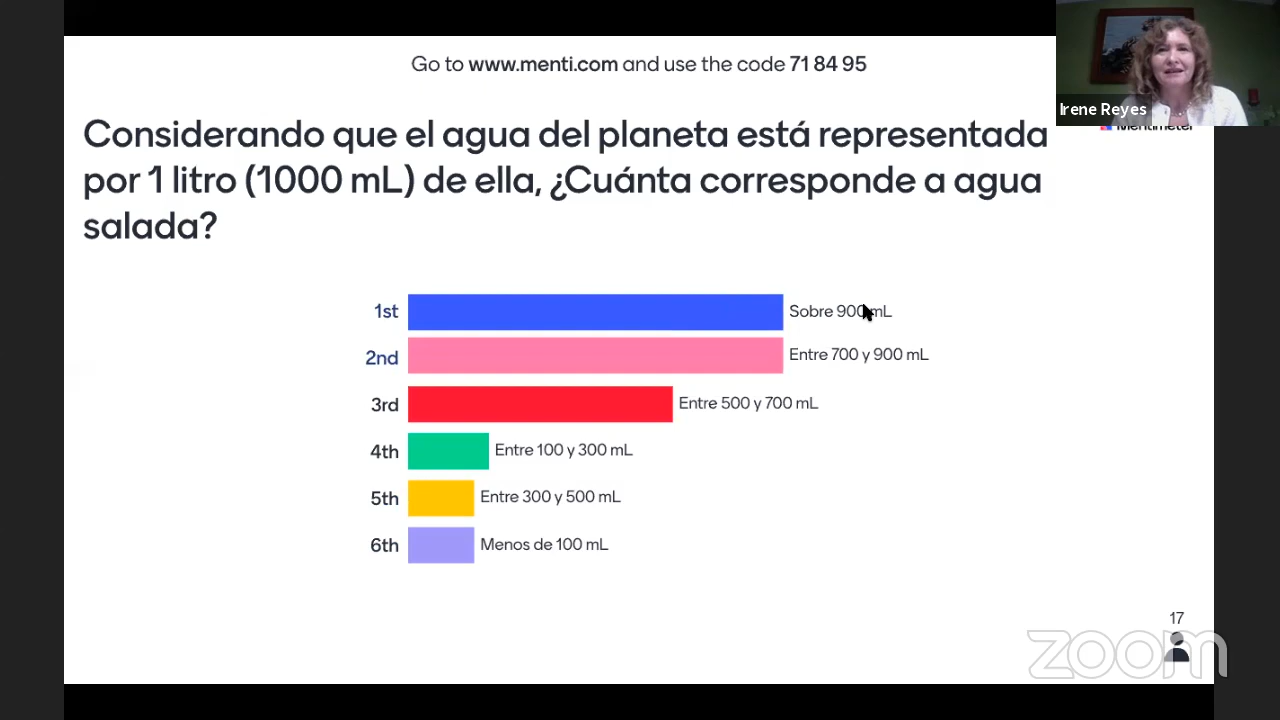 Go to www.menti.com and use the code 71 84 95
Irene Reyes
Mentimeter
Considerando que el agua del planeta está representada
por 1 litro (1000 mL) de ella, ¿Cuánta corresponde a agua
salada?
1st Sobre 900 mL
2nd Entre 700 y 900 mL
3rd Entre 500 y 700 mL
4th Entre 100 y 300 mL
5th Entre 300 y 500 mL
6th Menos de 100 mL
17
zoom